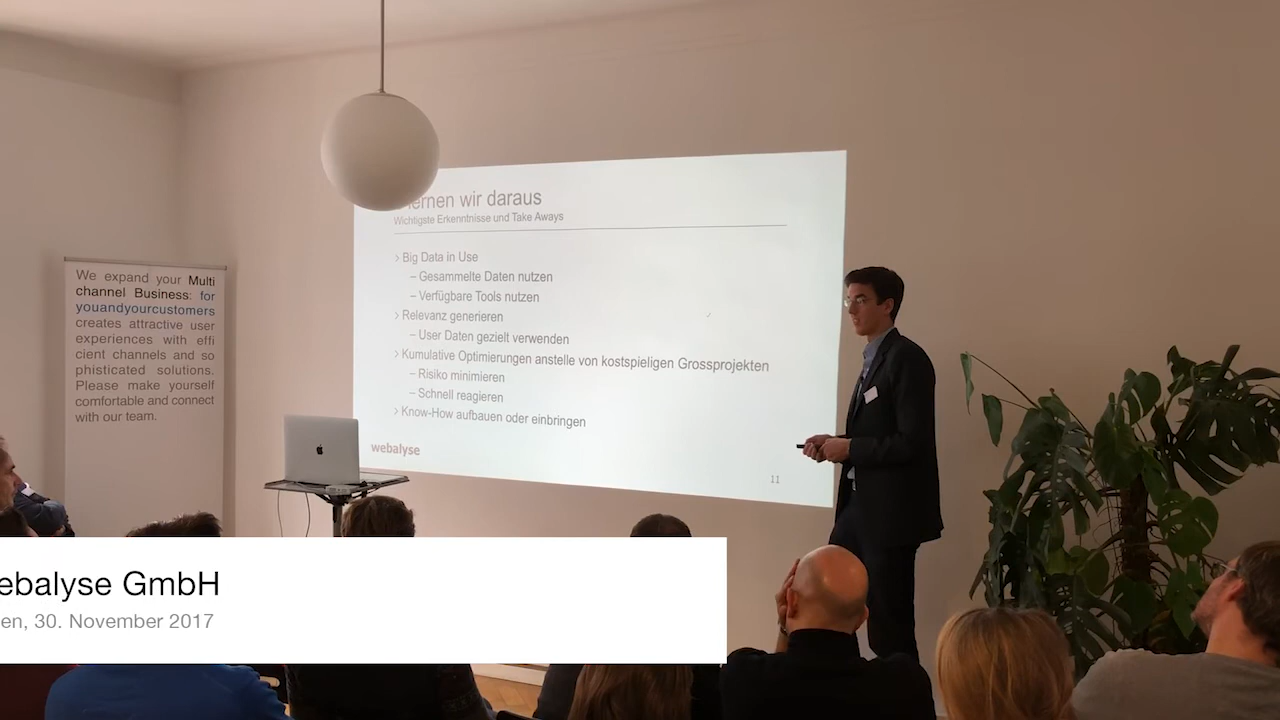 lernen wir daraus
Wichtigste Erkenntnisse und Take Aways
> Big Data in Use
– Gesammelte Daten nutzen
– Verfügbare Tools nutzen
> Relevanz generieren
– User Daten gezielt verwenden
> Kumulative Optimierungen anstelle von kostspieligen Grossprojekten
– Risiko minimieren
– Schnell reagieren
> Know-How aufbauen oder einbringen
webalyse
11
We expand your Multi
channel Business: for
youandyourcustomers
creates attractive user
experiences with effi
cient channels and so
phisticated solutions.
Please make yourself
comfortable and connect
with our team.
ebalyse GmbH
en, 30. November 2017